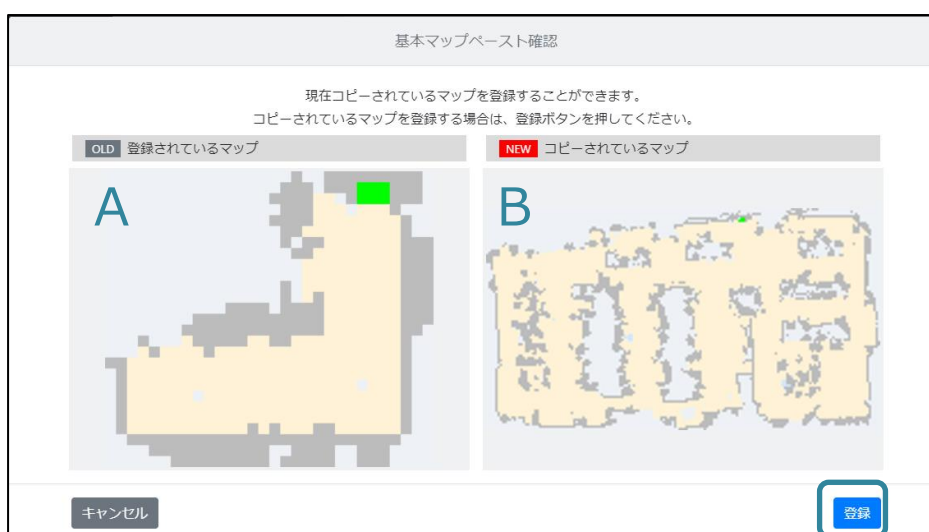 基本マップペースト確認
現在コピーされているマップを登録することができます。
コピーされているマップを登録する場合は、登録ボタンを押してください。
OLD 登録されているマップ
NEW コピーされているマップ
A
B
キャンセル
登録